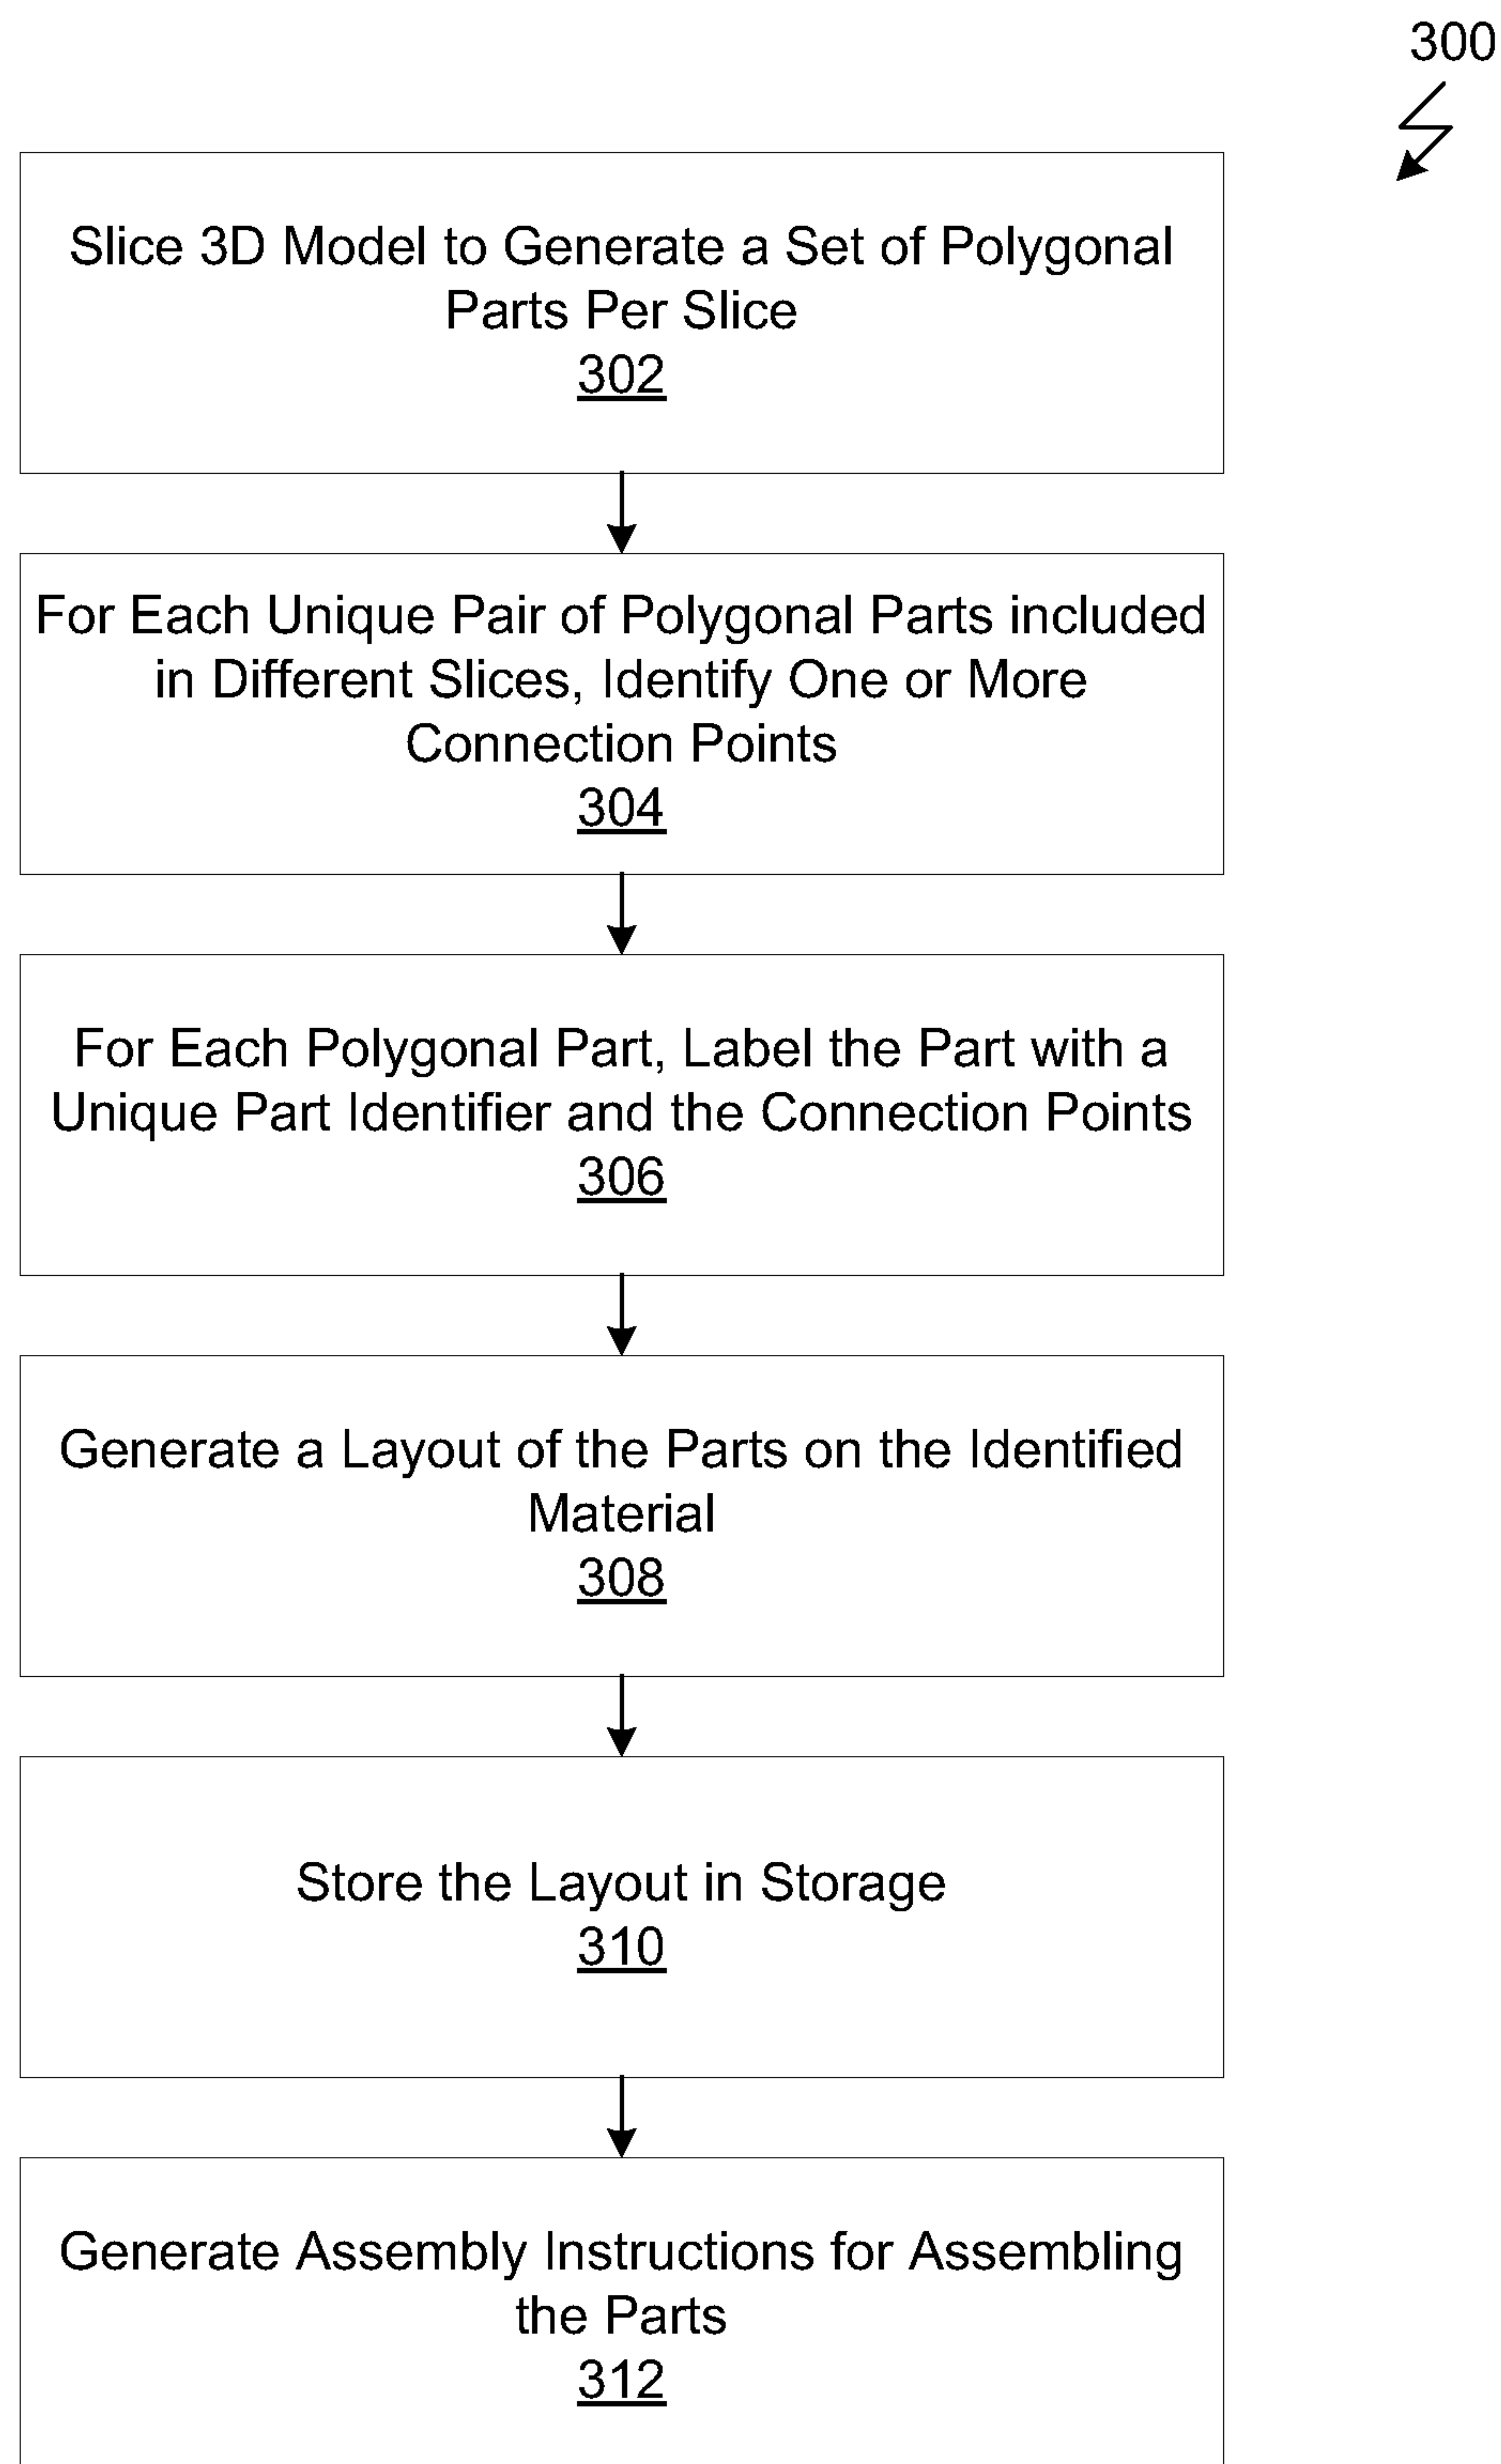 300
Slice 3D Model to Generate a Set of Polygonal
Parts Per Slice
302
For Each Unique Pair of Polygonal Parts included
in Different Slices, Identify One or More
Connection Points
304
For Each Polygonal Part, Label the Part with a
Unique Part Identifier and the Connection Points
306
Generate a Layout of the Parts on the Identified
Material
308
Store the Layout in Storage
310
Generate Assembly Instructions for Assembling
the Parts
312